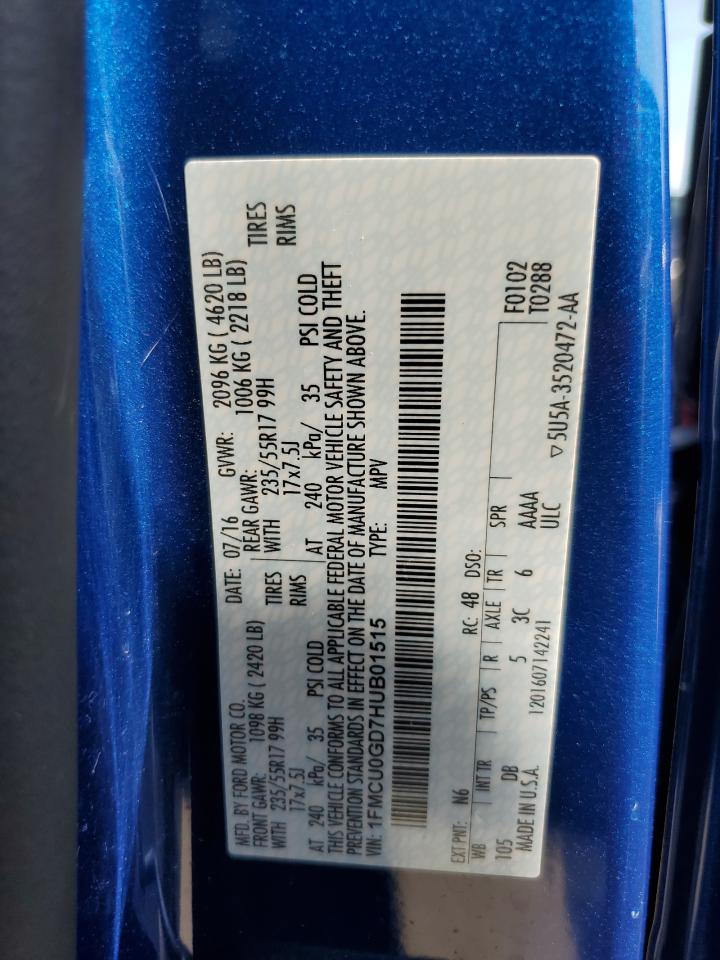 MFD. BY FORD MOTOR CO. DATE: 07/16 GVWR: 2096 KG ( 4620 LB)
FRONT GAWR: 1098 KG ( 2420 LB) REAR GAWR: 1006 KG ( 2218 LB)
WITH 235/55R17 99H TIRES WITH 235/55R17 99H TIRES
17x7.5J RIMS 17x7.5J RIMS
AT 240 kPa/ 35 PSI COLD AT 240 kPa/ 35 PSI COLD
THIS VEHICLE CONFORMS TO ALL APPLICABLE FEDERAL MOTOR VEHICLE SAFETY AND THEFT
PREVENTION STANDARDS IN EFFECT ON THE DATE OF MANUFACTURE SHOWN ABOVE.
VIN: 1FMCU0GD7HUB01515 TYPE: MPV
EXT PNT: N6 RC: 48 DSO:
WB INT TR TP/PS R AXLE TR SPR F0102
105 DB 5 3C 6 AAAA T0288
MADE IN U.S.A. 1201607142241 ULC ▽5U5A-3520472-AA